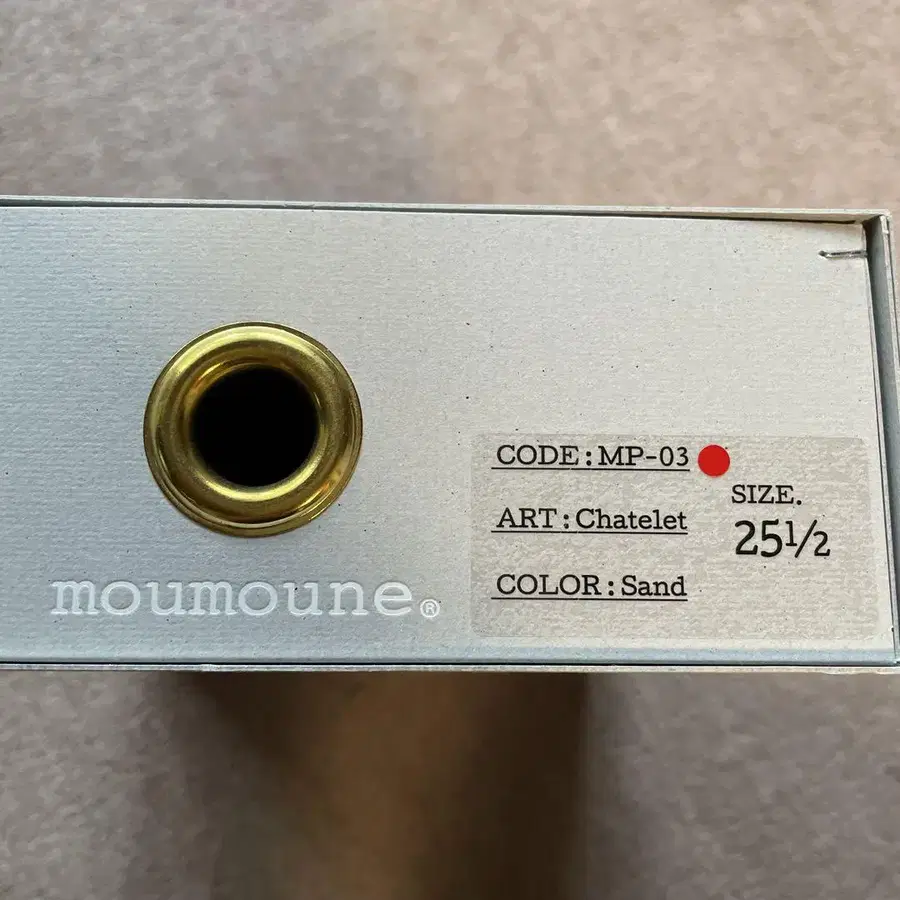 moumoune®
CODE:MP-03
ART:Chatelet
COLOR:Sand
SIZE.
25½